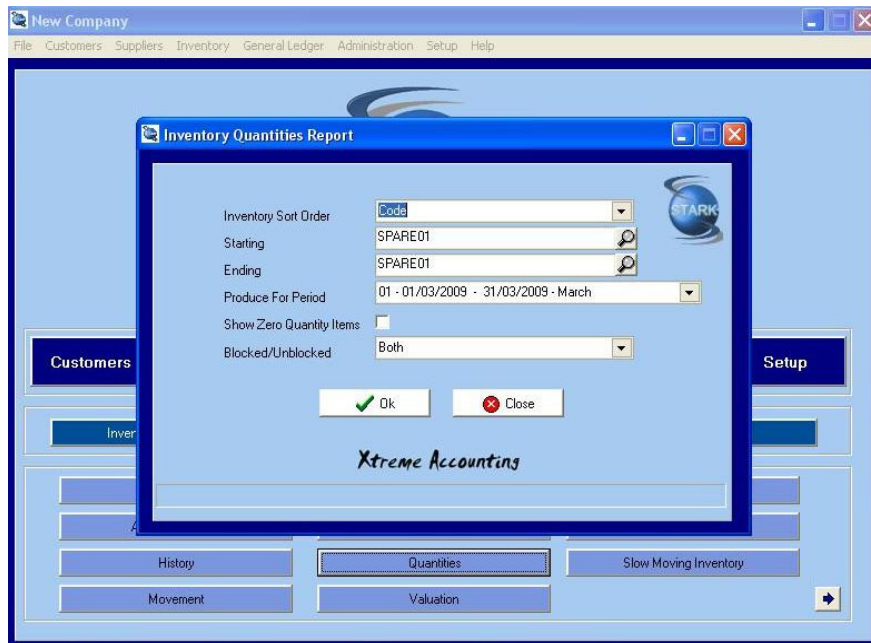 New Company
File Customers Suppliers Inventory General Ledger Administration Setup Help
Inventory Quantities Report
STARK
Inventory Sort Order Code
Starting SPARE01
Ending SPARE01
Produce For Period 01 - 01/03/2009 - 31/03/2009 - March
Show Zero Quantity Items
Blocked/Unblocked Both
Customers Setup
Ok Close
Inver
Xtreme Accounting
A
History Quantities Slow Moving Inventory
Movement Valuation